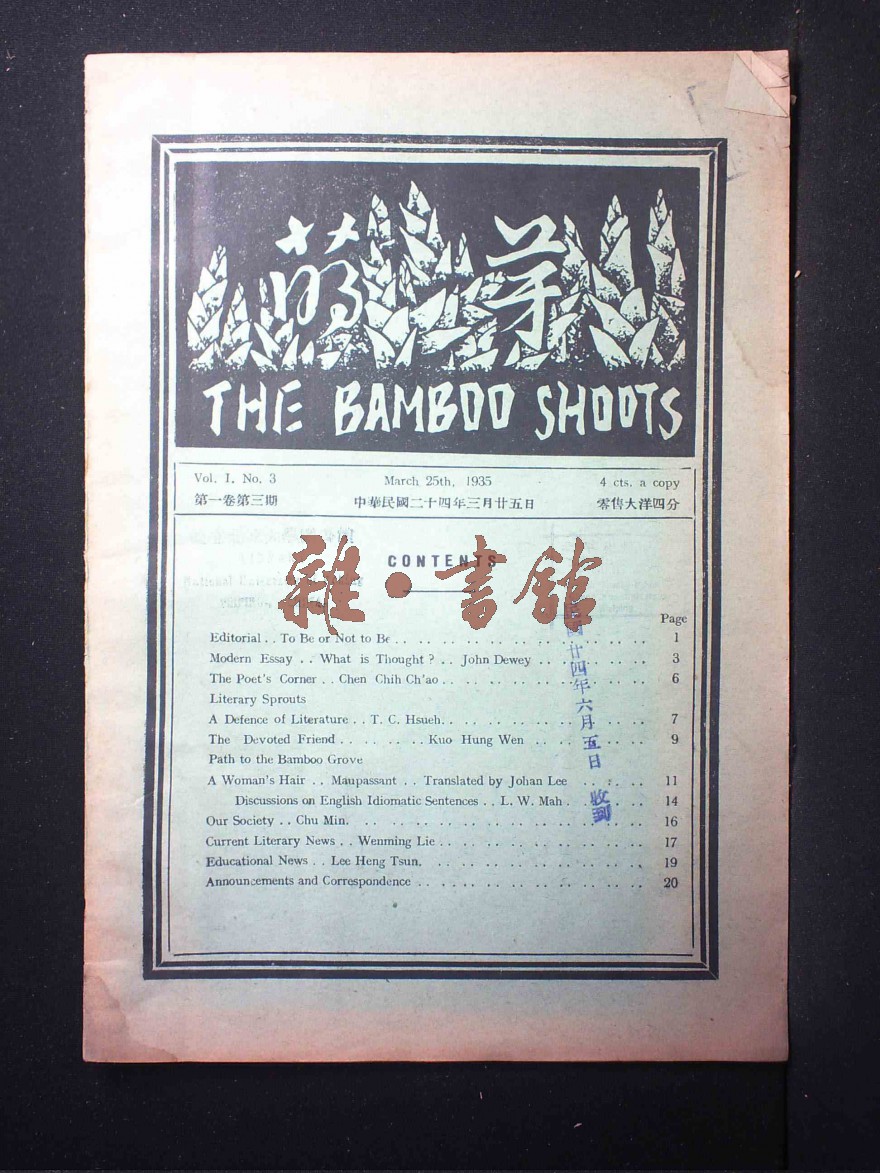 萌芽
THE BAMBOO SHOOTS
Vol. I. No. 3 March 25th, 1935 4 cts. a copy
第一卷第三期 中華民國二十四年三月廿五日 零售大洋四分
CONTENTS
雜·書館
Page
Editorial . . To Be or Not to Be . . 1
Modern Essay . . What is Thought ? . . John Dewey . . 3
The Poet's Corner . . Chen Chih Ch'ao . . 6
Literary Sprouts
A Defence of Literature . . T. C. Hsueh. . . 7
The Devoted Friend . . . . . . Kuo Hung Wen . . 9
Path to the Bamboo Grove
A Woman's Hair . . Maupassant . . Translated by Johan Lee . . 11
Discussions on English Idiomatic Sentences . . L. W. Mah . . 14
Our Society . . Chu Min. . . 16
Current Literary News . . Wenming Lie . . 17
Educational News . . Lee Heng Tsun. . . 19
Announcements and Correspondence . . 20
國廿四年六月五日 收到